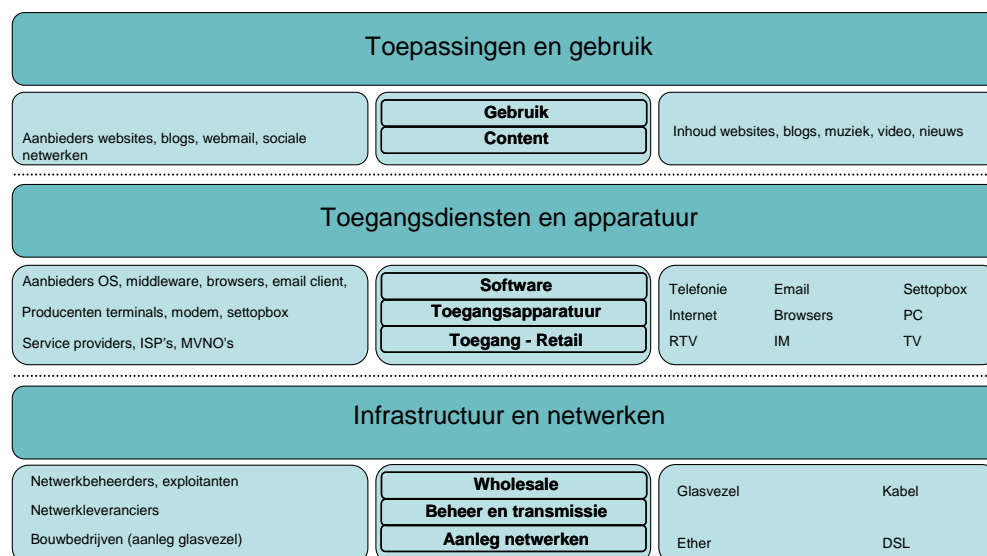 Toepassingen en gebruik
Aanbieders websites, blogs, webmail, sociale
netwerken
Gebruik
Content
Inhoud websites, blogs, muziek, video, nieuws
Toegangsdiensten en apparatuur
Aanbieders OS, middleware, browsers, email client,
Producenten terminals, modem, settopbox
Service providers, ISP's, MVNO's
Software
Toegangsapparatuur
Toegang - Retail
Telefonie Email Settopbox
Internet Browsers PC
RTV IM TV
Infrastructuur en netwerken
Netwerkbeheerders, exploitanten
Netwerkleveranciers
Bouwbedrijven (aanleg glasvezel)
Wholesale
Beheer en transmissie
Aanleg netwerken
Glasvezel Kabel
Ether DSL